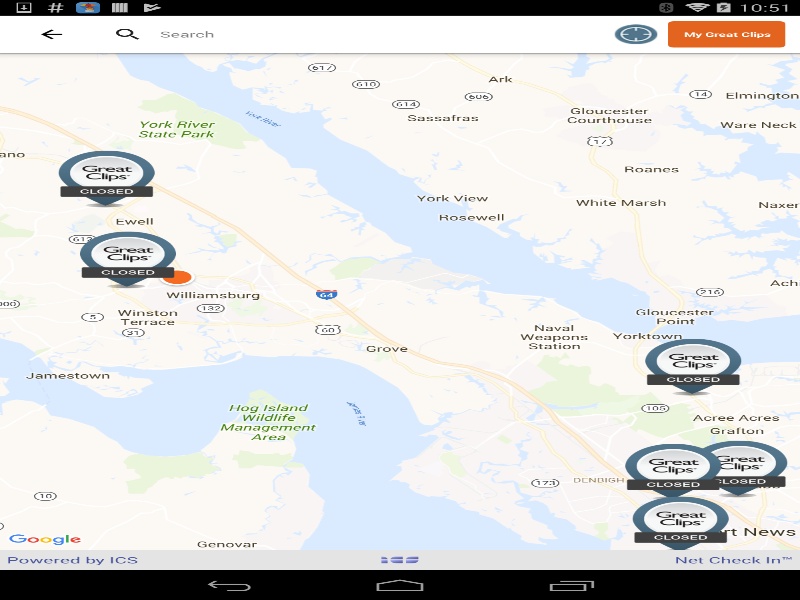 10:51
Search
My Great Clips
617
Ark
610
14
Elmington
606
614
Gloucester
Courthouse
Sassafras
York River
State Park
York River
Ware Neck
17
ano
Great
Clips
CLOSED
Roanes
York View
White Marsh
Naxer
Rosewell
Ewell
613
Great
Clips
CLOSED
Williamsburg
64
216
Ach
000
132
5
Winston
Terrace
31
60
Gloucester
Point
Naval
Weapons
Station
Yorktown
Grove
Great
Clips
CLOSED
Jamestown
Hog Island
Wildlife
Management
Area
105
Acree Acres
Grafton
Great
Clips
CLOSED
Great
Clips
CLOSED
173
DENBIGH
10
Great
Clips
CLOSED
rt News
Google
Genovar
Powered by ICS
ICS
Net Check In™